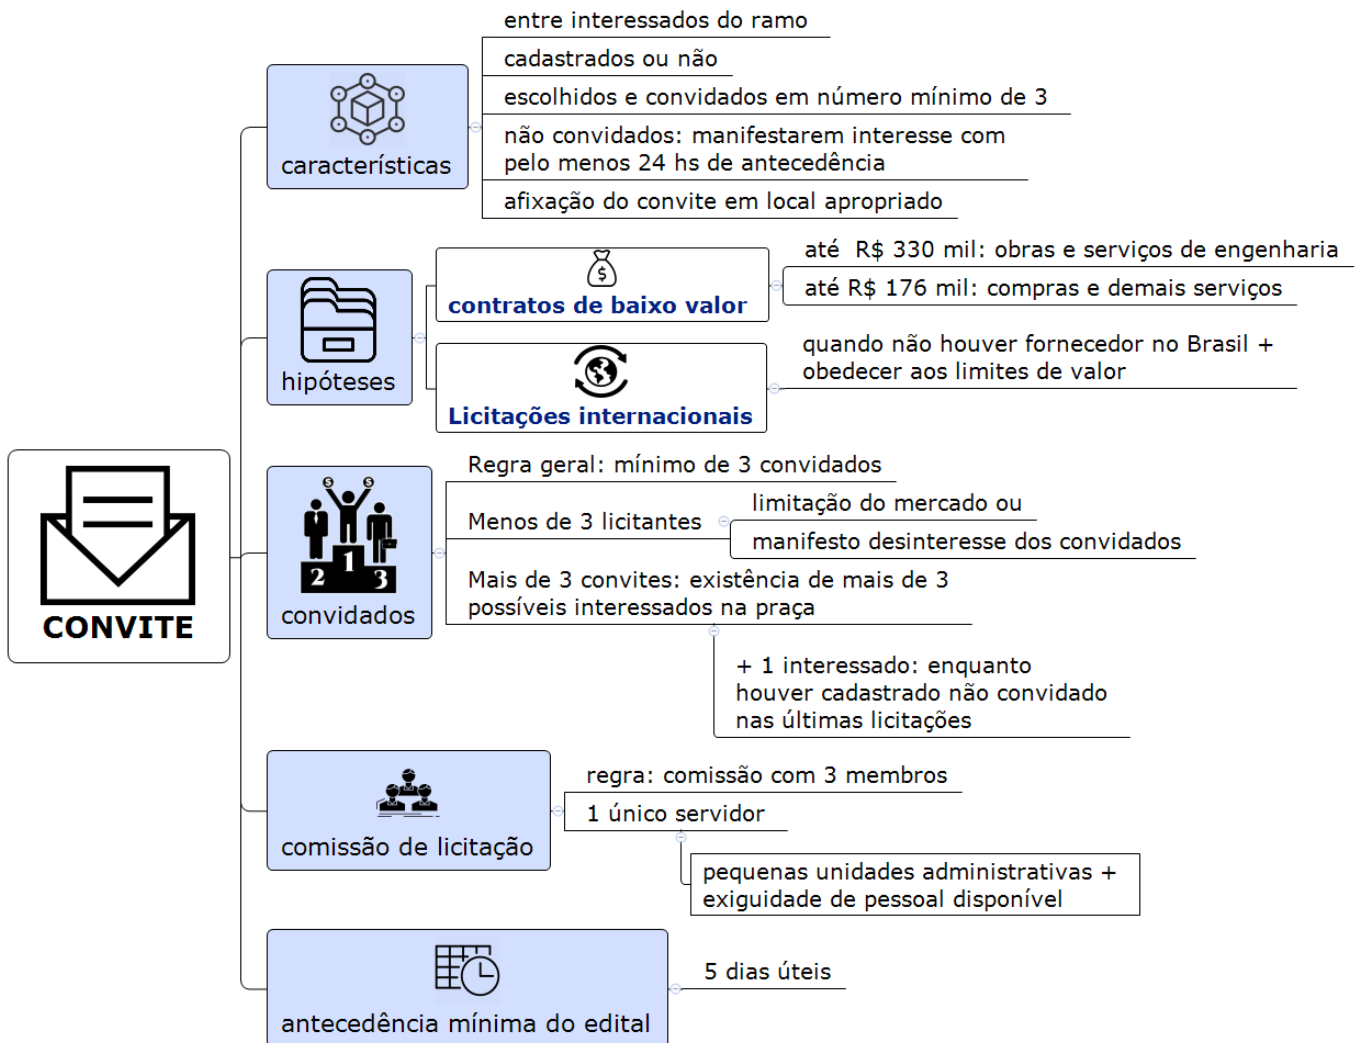 entre interessados do ramo
cadastrados ou não
escolhidos e convidados em número mínimo de 3
não convidados: manifestarem interesse com
pelo menos 24 hs de antecedência
afixação do convite em local apropriado
características
até R$ 330 mil: obras e serviços de engenharia
até R$ 176 mil: compras e demais serviços
$
contratos de baixo valor
quando não houver fornecedor no Brasil +
obedecer aos limites de valor
Licitações internacionais
hipóteses
CONVITE
Regra geral: mínimo de 3 convidados
Menos de 3 licitantes
limitação do mercado ou
manifesto desinteresse dos convidados
Mais de 3 convites: existência de mais de 3
possíveis interessados na praça
+ 1 interessado: enquanto
houver cadastrado não convidado
nas últimas licitações
$ $
2 1 3
convidados
regra: comissão com 3 membros
1 único servidor
pequenas unidades administrativas +
exiguidade de pessoal disponível
comissão de licitação
5 dias úteis
antecedência mínima do edital